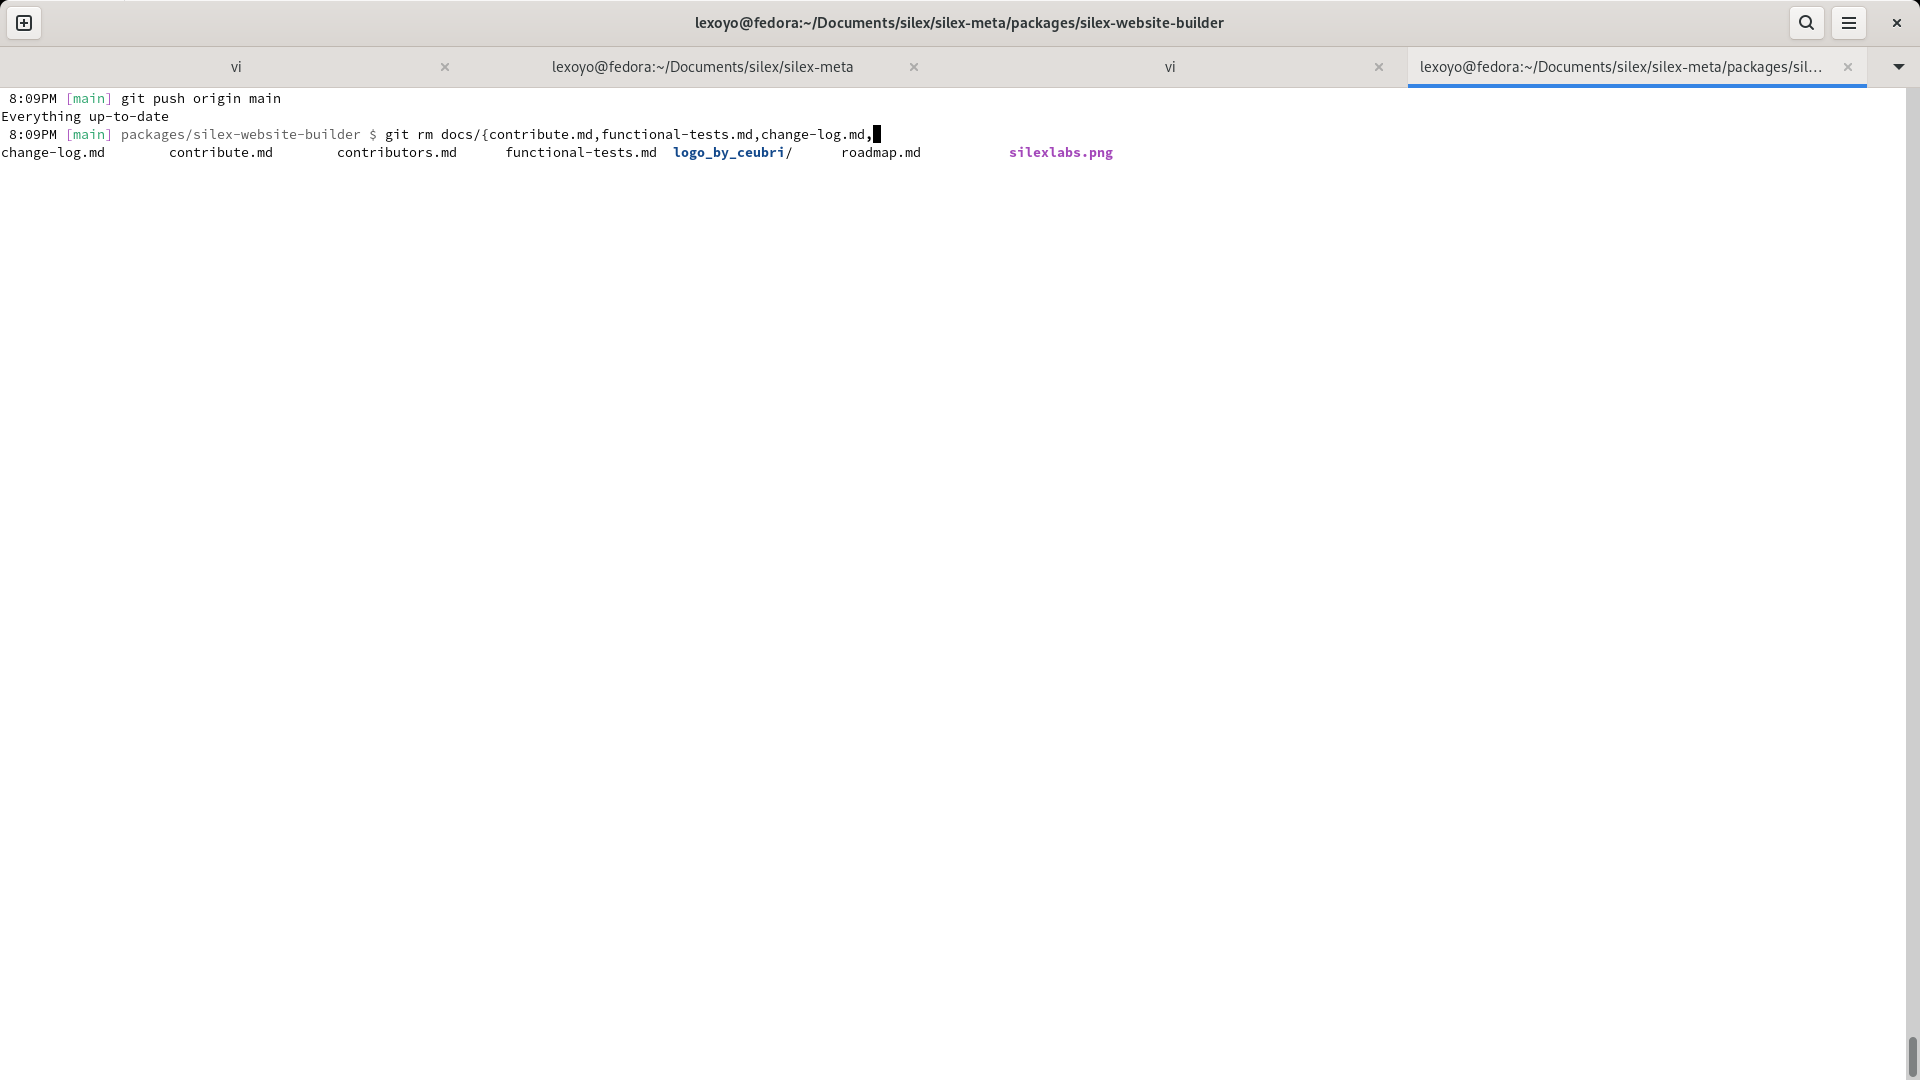 lexoyo@fedora:~/Documents/silex/silex-meta/packages/silex-website-builder
vi
lexoyo@fedora:~/Documents/silex/silex-meta
vi
lexoyo@fedora:~/Documents/silex/silex-meta/packages/sil…
8:09PM [main] git push origin main
Everything up-to-date
8:09PM [main] packages/silex-website-builder $ git rm docs/{contribute.md,functional-tests.md,change-log.md,
change-log.md contribute.md contributors.md functional-tests.md logo_by_ceubri/ roadmap.md silexlabs.png